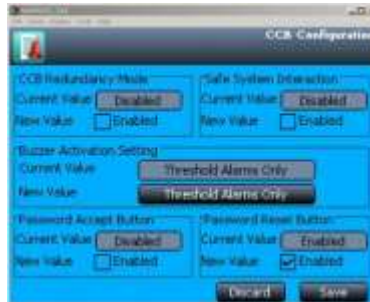 CCB Configuration
CCB Redundancy Mode
Current Value Disabled
New Value Enabled
Safe System Interaction
Current Value Disabled
New Value Enabled
Buzzer Activation Setting
Current Value Threshold Alarms Only
New Value Threshold Alarms Only
Password Accept Button
Current Value Disabled
New Value Enabled
Password Reset Button
Current Value Enabled
New Value Enabled
Discard Save